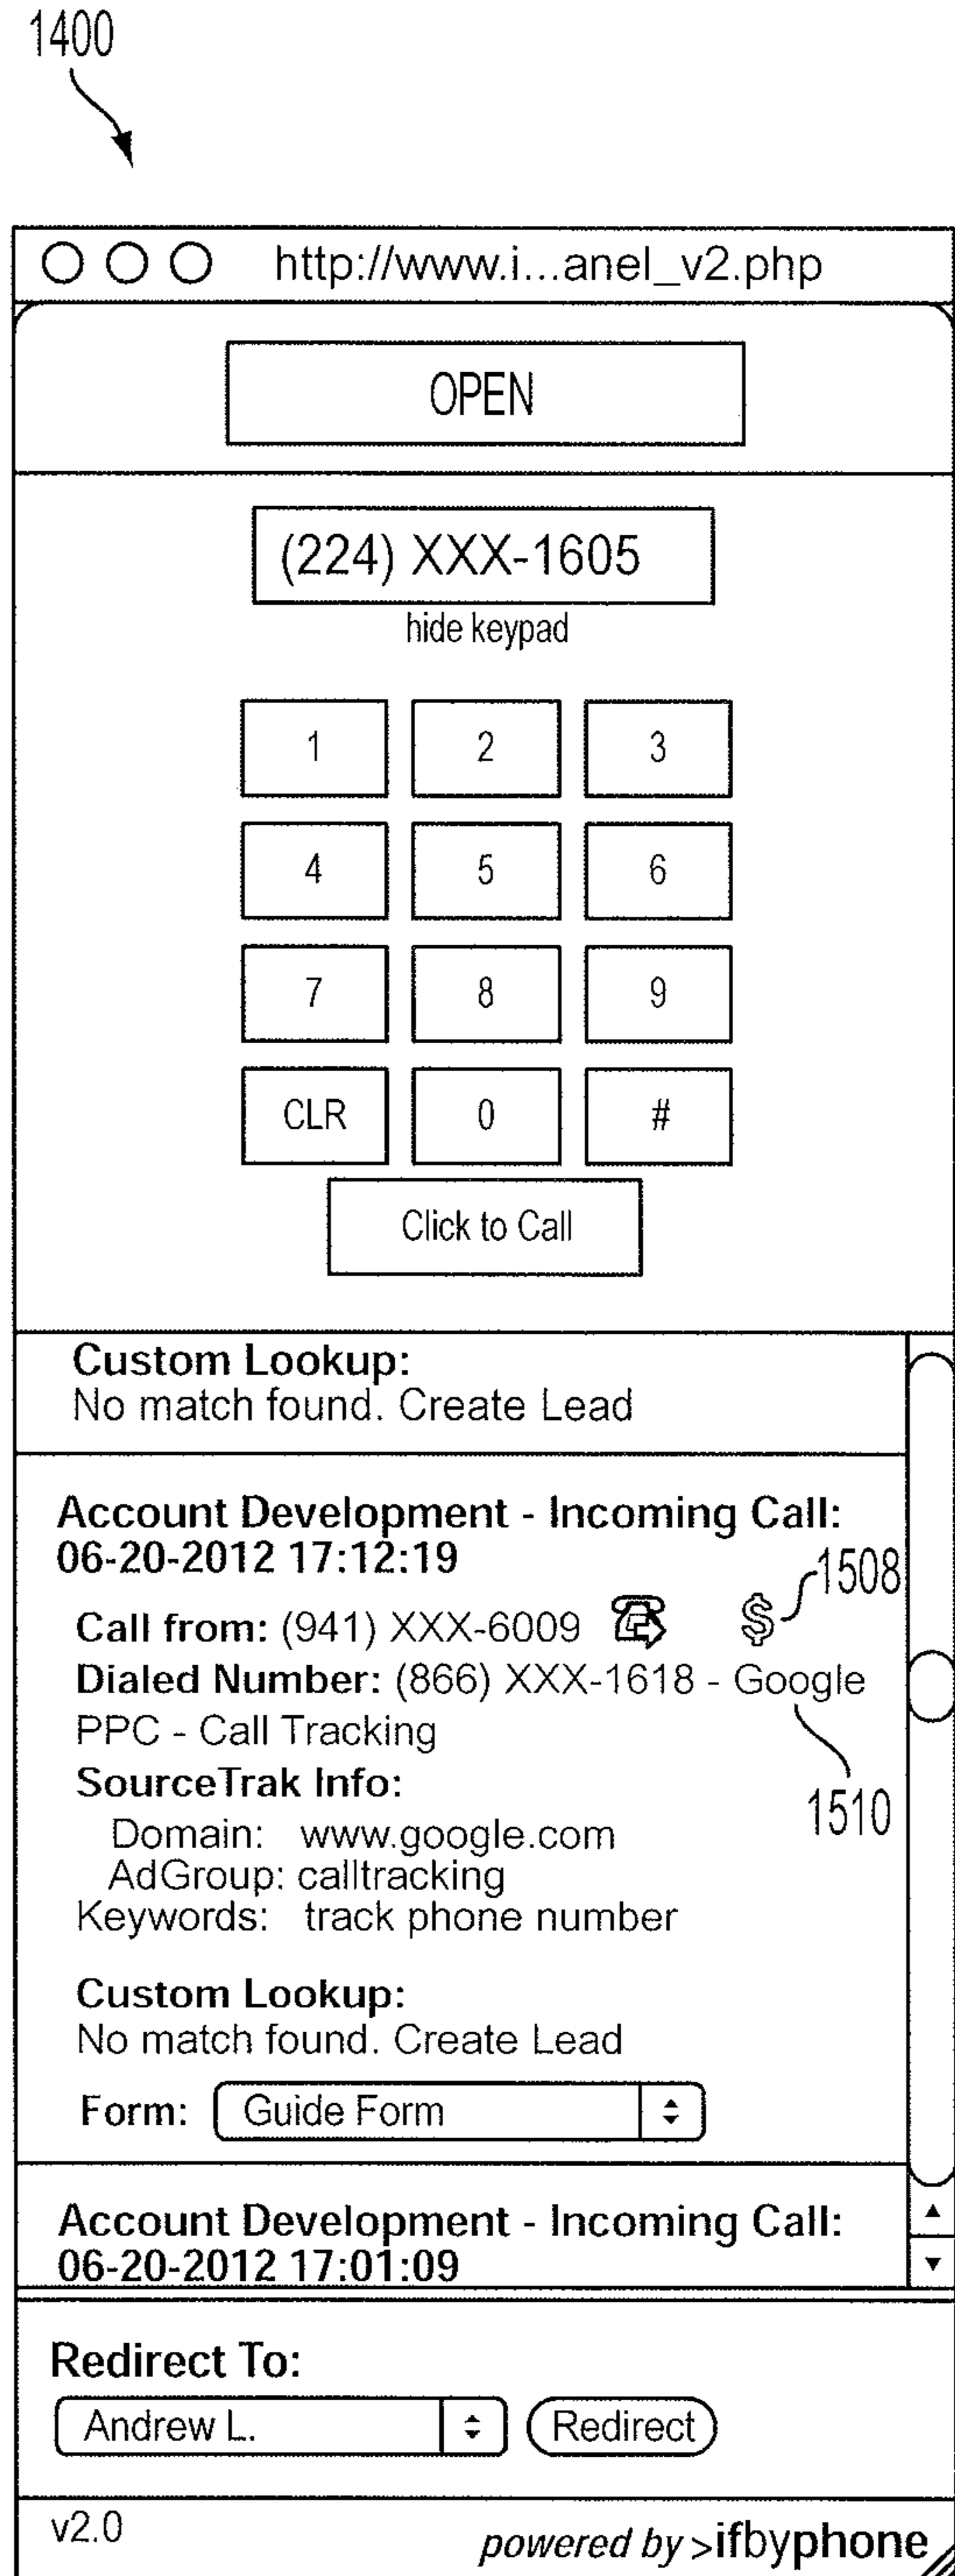 1400
http://www.i...anel_v2.php
OPEN
(224) XXX-1605
hide keypad
1 2 3
4 5 6
7 8 9
CLR 0 #
Click to Call
Custom Lookup:
No match found. Create Lead
Account Development - Incoming Call:
06-20-2012 17:12:19
1508
Call from: (941) XXX-6009 $
Dialed Number: (866) XXX-1618 - Google
PPC - Call Tracking
SourceTrak Info:
1510
Domain: www.google.com
AdGroup: calltracking
Keywords: track phone number
Custom Lookup:
No match found. Create Lead
Form: Guide Form
Account Development - Incoming Call:
06-20-2012 17:01:09
Redirect To:
Andrew L. Redirect
v2.0
powered by >ifbyphone